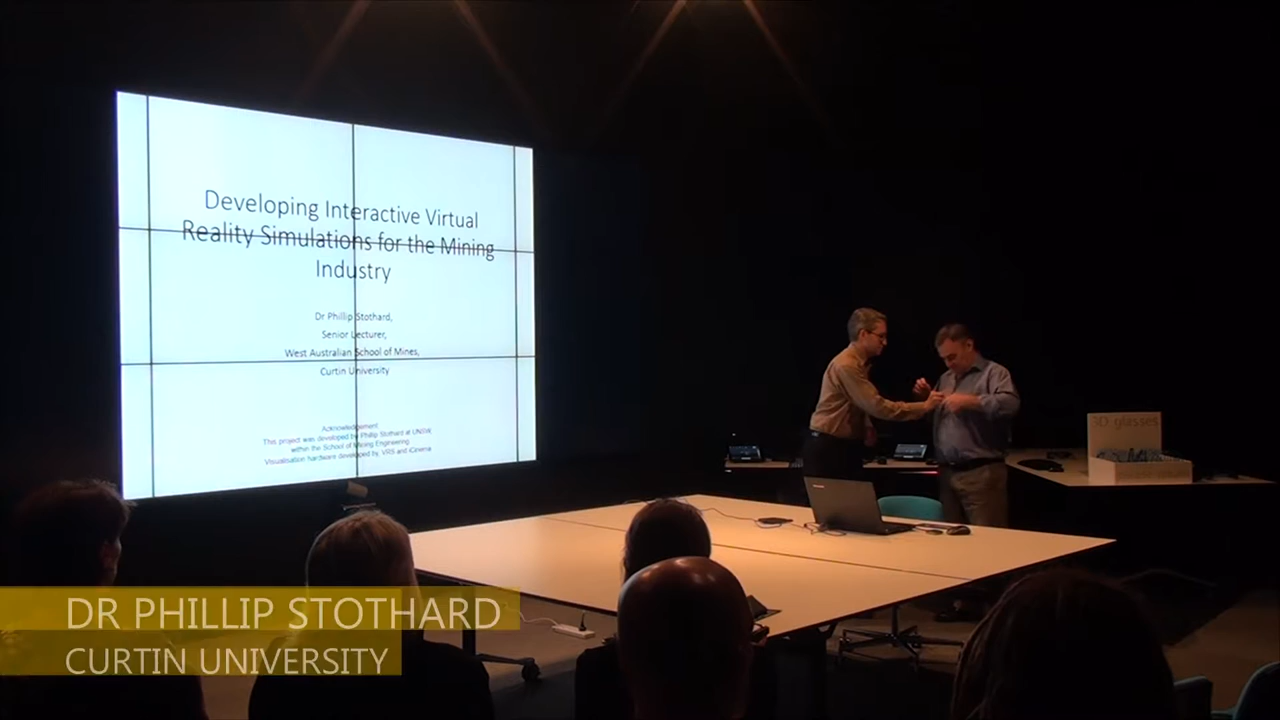 Developing Interactive Virtual
Reality Simulations for the Mining
Industry
Dr Phillip Stothard,
Senior Lecturer,
West Australian School of Mines,
Curtin University
Acknowledgement
This project was developed by Phillip Stothard at UNSW,
within the School of Mining Engineering
Visualisation hardware developed by VRS and iCinema
3D glasses
DR PHILLIP STOTHARD
CURTIN UNIVERSITY